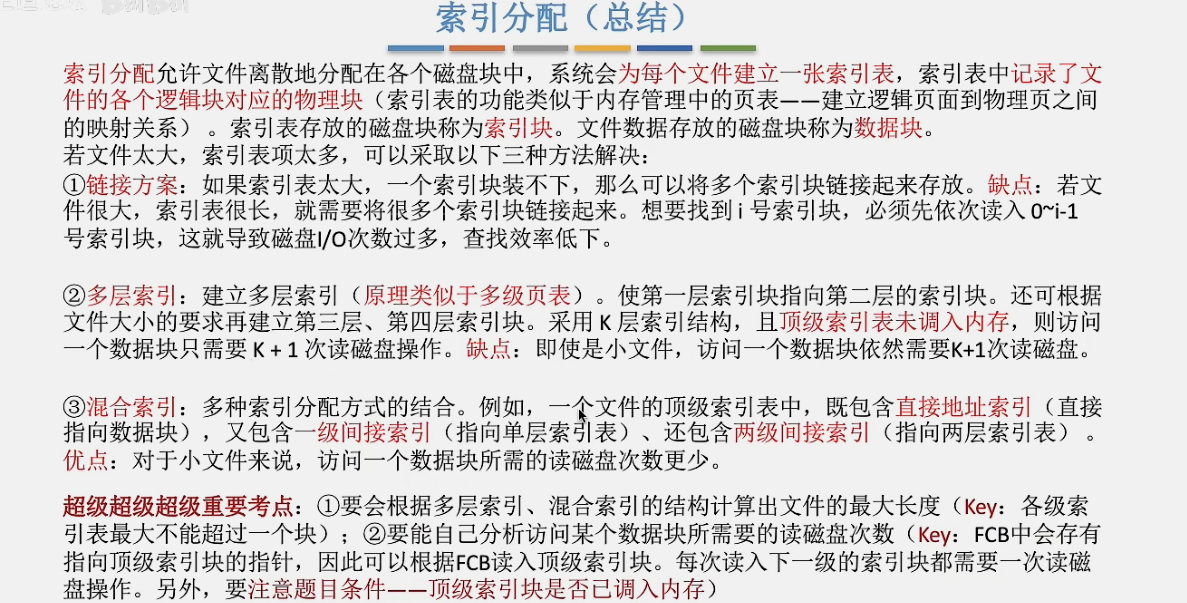 索引分配（总结）
索引分配允许文件离散地分配在各个磁盘块中，系统会为每个文件建立一张索引表，索引表中记录了文
件的各个逻辑块对应的物理块（索引表的功能类似于内存管理中的页表——建立逻辑页面到物理页之间
的映射关系）。索引表存放的磁盘块称为索引块。文件数据存放的磁盘块称为数据块。
若文件太大，索引表项太多，可以采取以下三种方法解决：
①链接方案：如果索引表太大，一个索引块装不下，那么可以将多个索引块链接起来存放。缺点：若文
件很大，索引表很长，就需要将很多个索引块链接起来。想要找到 i 号索引块，必须先依次读入 0~i-1
号索引块，这就导致磁盘I/O次数过多，查找效率低下。
②多层索引：建立多层索引（原理类似于多级页表）。使第一层索引块指向第二层的索引块。还可根据
文件大小的要求再建立第三层、第四层索引块。采用 K 层索引结构，且顶级索引表未调入内存，则访问
一个数据块只需要 K + 1 次读磁盘操作。缺点：即使是小文件，访问一个数据块依然需要K+1次读磁盘。
③混合索引：多种索引分配方式的结合。例如，一个文件的顶级索引表中，既包含直接地址索引（直接
指向数据块），又包含一级间接索引（指向单层索引表）、还包含两级间接索引（指向两层索引表）。
优点：对于小文件来说，访问一个数据块所需的读磁盘次数更少。
超级超级超级重要考点：①要会根据多层索引、混合索引的结构计算出文件的最大长度（Key：各级索
引表最大不能超过一个块）；②要能自己分析访问某个数据块所需要的读磁盘次数（Key：FCB中会存有
指向顶级索引块的指针，因此可以根据FCB读入顶级索引块。每次读入下一级的索引块都需要一次读磁
盘操作。另外，要注意题目条件——顶级索引块是否已调入内存）